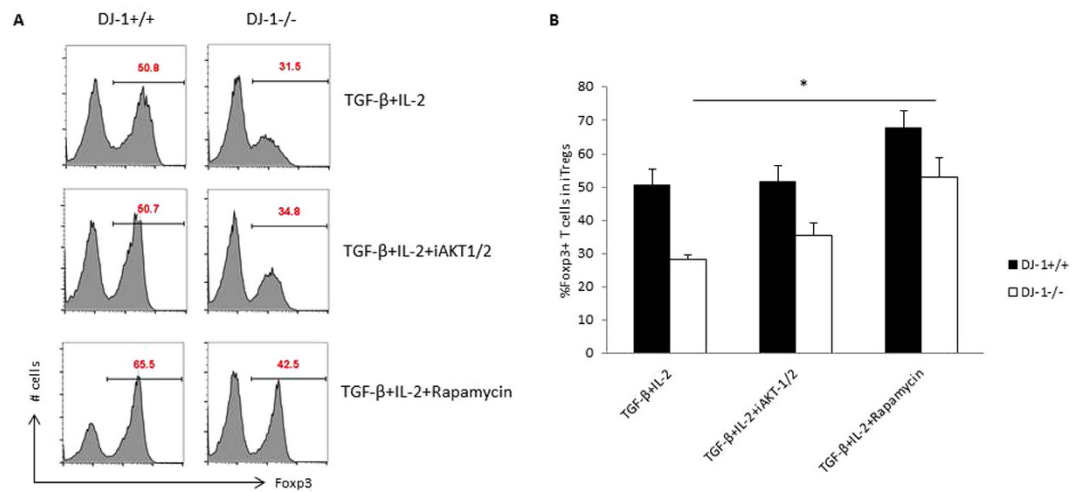 A
DJ-1+/+
DJ-1-/-
50.8
31.5
TGF-β+IL-2
50.7
34.8
TGF-β+IL-2+iAKT1/2
65.5
42.5
TGF-β+IL-2+Rapamycin
# cells
Foxp3
B
*
%Foxp3+ T cells in iTregs
80
70
60
50
40
30
20
10
0
TGF-β+IL-2
TGF-β+IL-2+iAKT-1/2
TGF-β+IL-2+Rapamycin
DJ-1+/+
DJ-1-/-